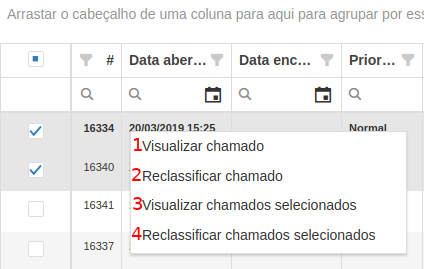 Arrastar o cabeçalho de uma coluna para aqui para agrupar por ess
# Data aber... Data enc... Prior...
16334 20/03/2019 15:25 Normal
1Visualizar chamado
16340
2Reclassificar chamado
16341
3Visualizar chamados selecionados
4Reclassificar chamados selecionados
16337